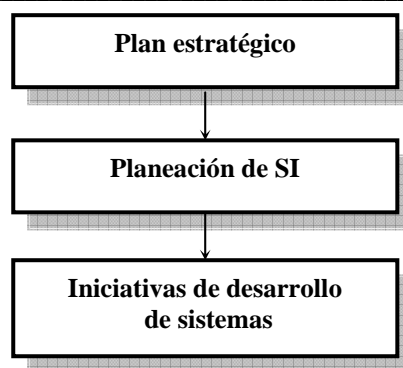 Plan estratégico
Planeación de SI
Iniciativas de desarrollo
de sistemas